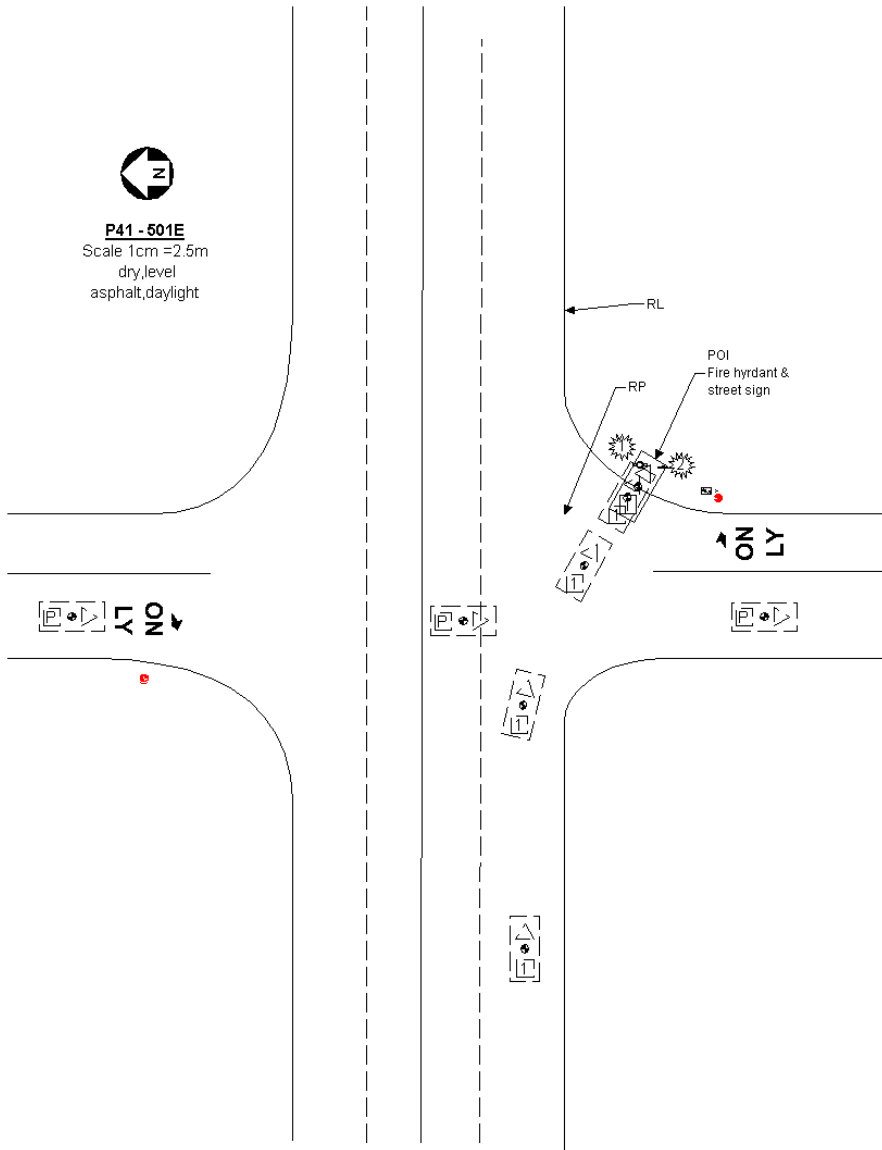 N
P41 - 501E
Scale 1cm =2.5m
dry,level
asphalt,daylight
RL
POI
Fire hyrdant &
street sign
RP
1
2
1
1
1
ON
LY
P
ON
LY
P
P
1
1